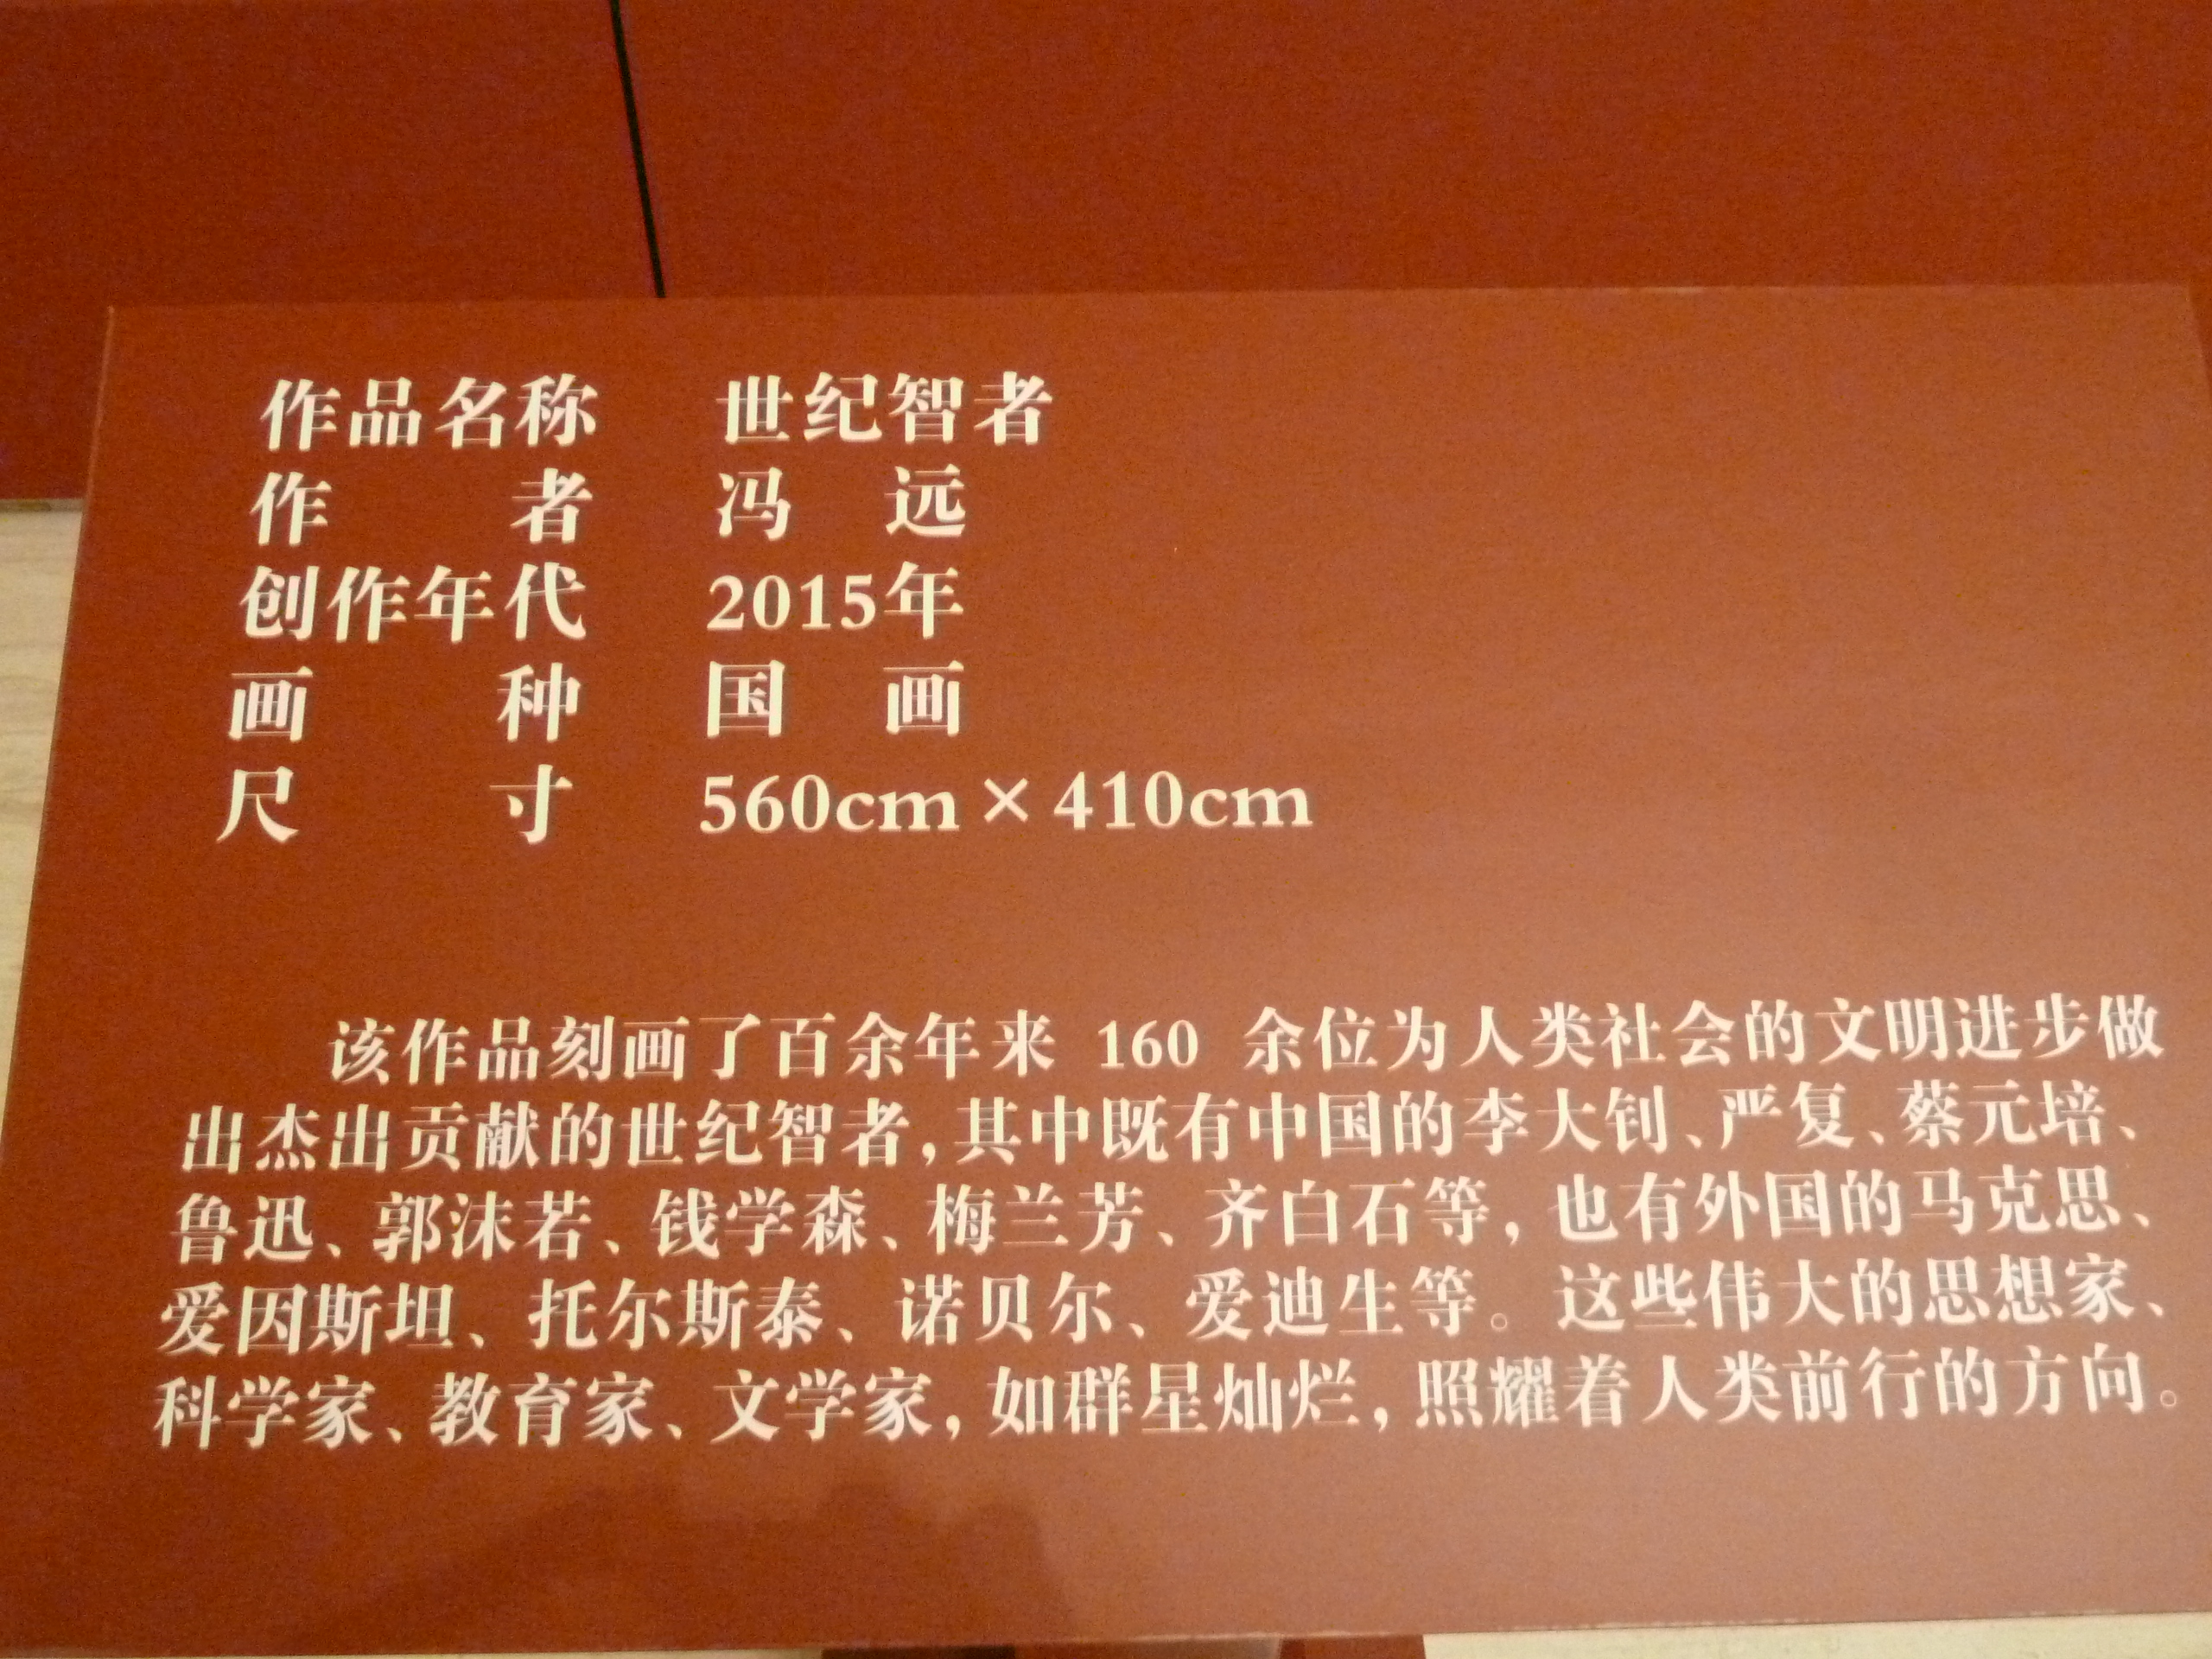 作品名称 世纪智者
作者 冯远
创作年代 2015年
画种 国画
尺寸 560cm×410cm
该作品刻画了百余年来 160 余位为人类社会的文明进步做
出杰出贡献的世纪智者,其中既有中国的李大钊、严复、蔡元培、
鲁迅、郭沫若、钱学森、梅兰芳、齐白石等,也有外国的马克思、
爱因斯坦、托尔斯泰、诺贝尔、爱迪生等。这些伟大的思想家、
科学家、教育家、文学家,如群星灿烂,照耀着人类前行的方向。